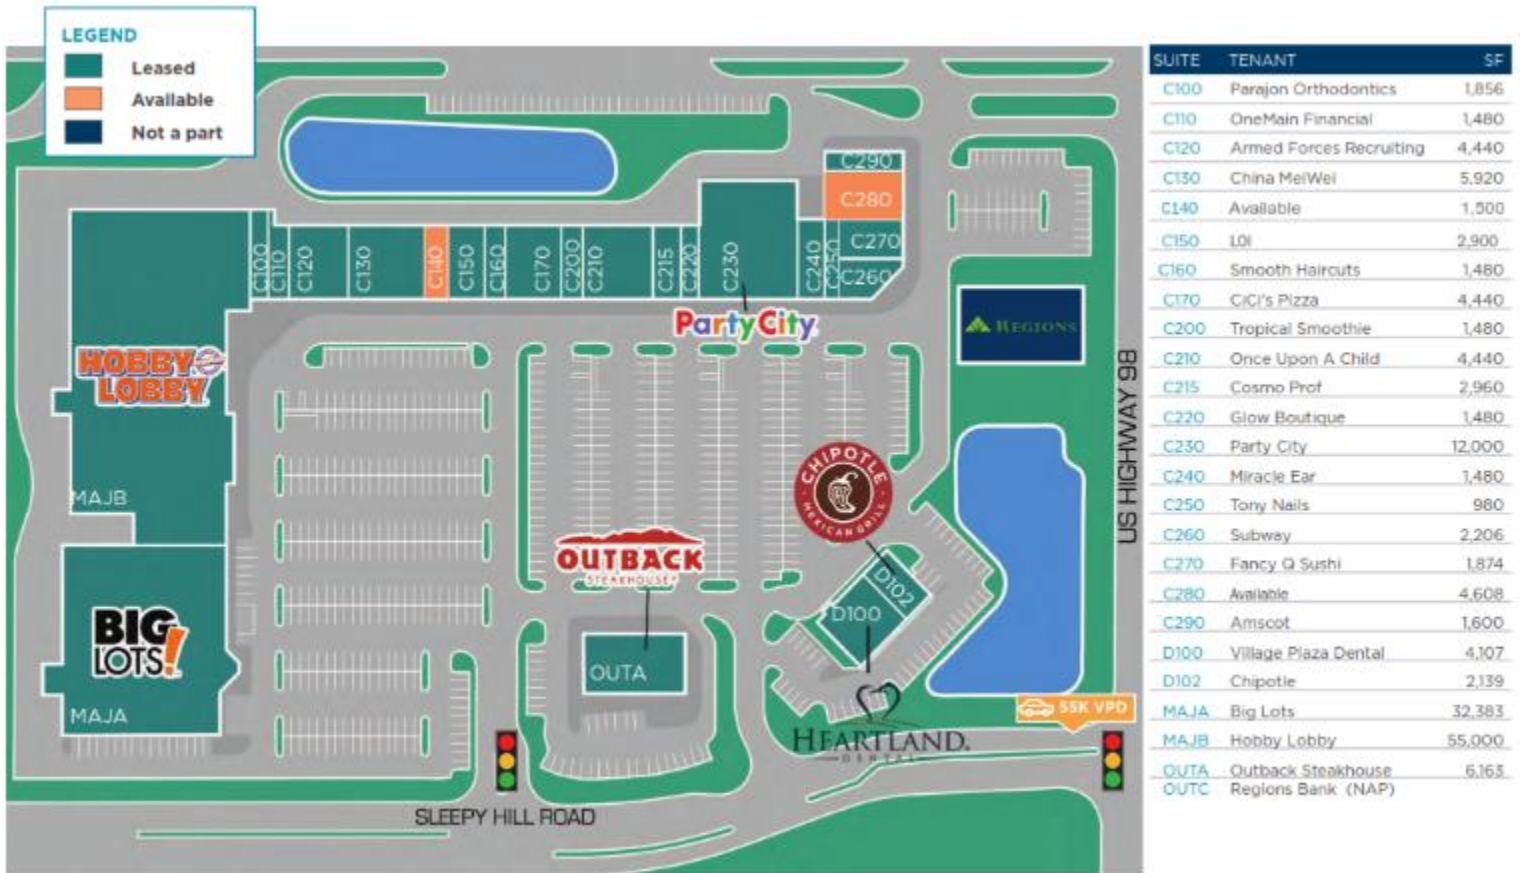 LEGEND
Leased
Available
Not a part
C290
C280
C270
C260
C250
C240
C230
C220
C215
C210
C200
C170
C160
C150
C140
C130
C120
C110
C100
PartyCity
REGIONS
HOBBY
LOBBY
MAJB
US HIGHWAY 98
CHIPOTLE
MEXICAN GRILL
OUTBACK
STEAKHOUSE
D102
D100
OUTA
BIG
LOTS!
MAJA
HEARTLAND
DENTAL
55K VPD
SLEEPY HILL ROAD
SUITE TENANT SF
C100 Parajon Orthodontics 1,856
C110 OneMain Financial 1,480
C120 Armed Forces Recruiting 4,440
C130 China MeiWei 5,920
C140 Available 1,500
C150 LOI 2,900
C160 Smooth Haircuts 1,480
C170 CiCi's Pizza 4,440
C200 Tropical Smoothie 1,480
C210 Once Upon A Child 4,440
C215 Cosmo Prof 2,960
C220 Glow Boutique 1,480
C230 Party City 12,000
C240 Miracle Ear 1,480
C250 Tony Nails 980
C260 Subway 2,206
C270 Fancy Q Sushi 1,874
C280 Available 4,608
C290 Amscot 1,600
D100 Village Plaza Dental 4,107
D102 Chipotle 2,139
MAJA Big Lots 32,383
MAJB Hobby Lobby 55,000
OUTA Outback Steakhouse 6,163
OUTC Regions Bank (NAP)